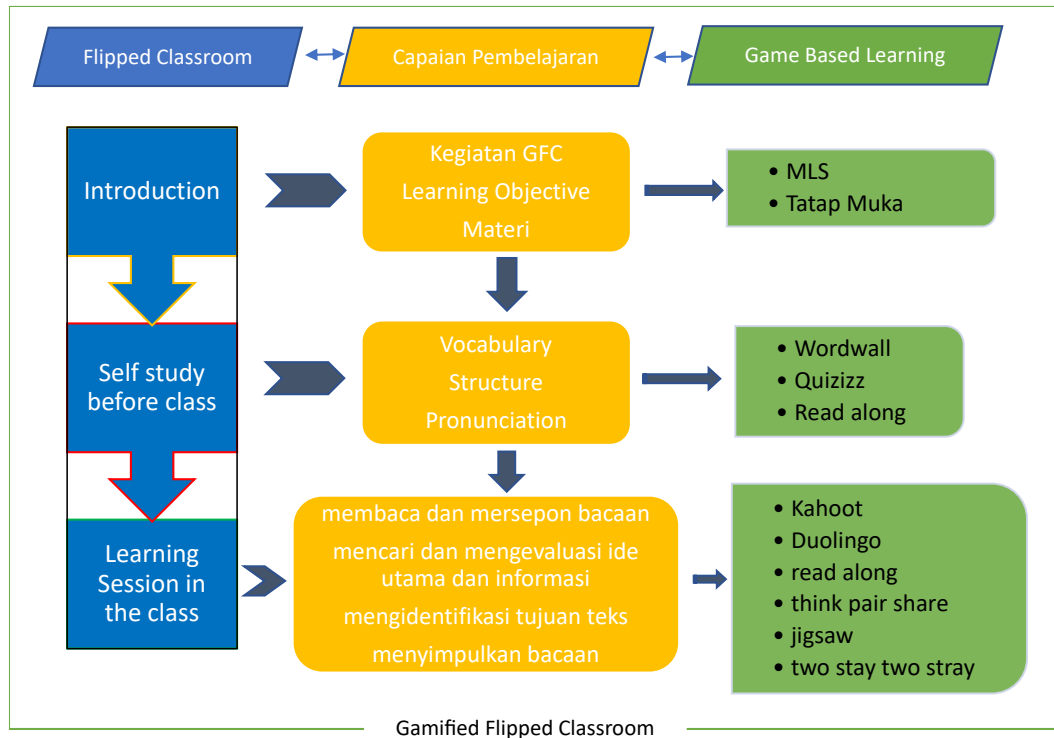 Flipped Classroom
Capaian Pembelajaran
Game Based Learning
Introduction
Kegiatan GFC
Learning Objective
Materi
• MLS
• Tatap Muka
Self study
before class
Vocabulary
Structure
Pronunciation
• Wordwall
• Quizizz
• Read along
Learning
Session in
the class
membaca dan mersepon bacaan
mencari dan mengevaluasi ide
utama dan informasi
mengidentifikasi tujuan teks
menyimpulkan bacaan
• Kahoot
• Duolingo
• read along
• think pair share
• jigsaw
• two stay two stray
Gamified Flipped Classroom